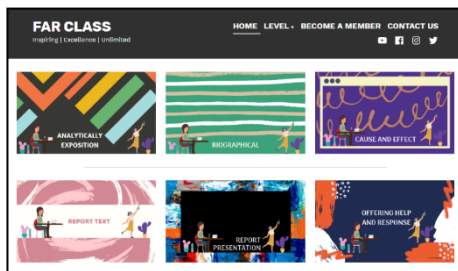 FAR CLASS
Inspiring | Excellence | Unlimited
HOME LEVEL BECOME A MEMBER CONTACT US
ANALYTICALLY
EXPOSITION
BIOGRAPHICAL
CAUSE AND EFFECT
REPORT TEXT
REPORT
PRESENTATION
OFFERING HELP
AND RESPONSE